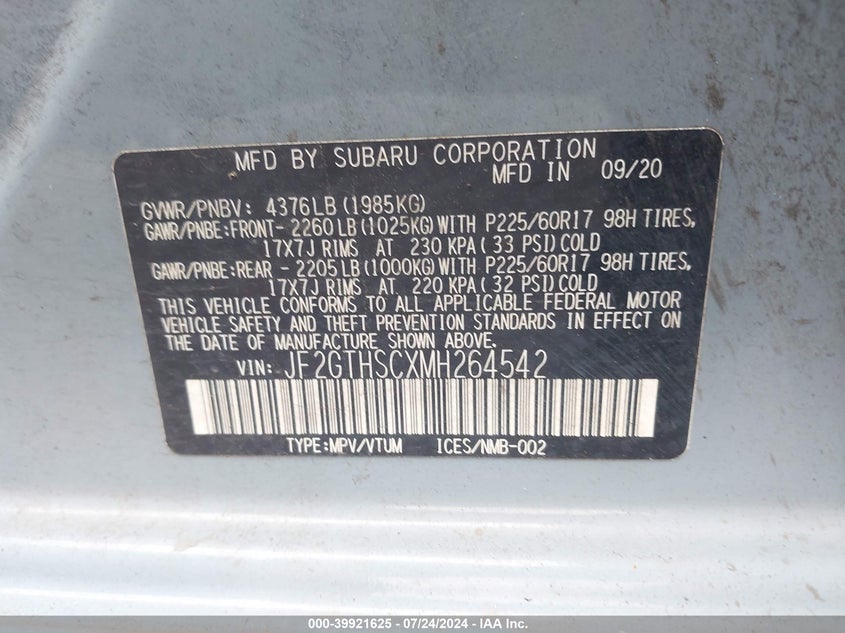 MFD BY SUBARU CORPORATION
MFD IN 09/20
GVWR/PNBV: 4376LB (1985KG)
GAWR/PNBE:FRONT- 2260LB (1025KG) WITH P225/60R17 98H TIRES,
17X7J RIMS AT 230 KPA ( 33 PSI) COLD
GAWR/PNBE:REAR - 2205LB (1000KG) WITH P225/60R17 98H TIRES,
17X7J RIMS AT 220 KPA ( 32 PSI) COLD
THIS VEHICLE CONFORMS TO ALL APPLICABLE FEDERAL MOTOR
VEHICLE SAFETY AND THEFT PREVENTION STANDARDS IN EFFECT ON
THE DATE OF MANUFACTURE SHOWN ABOVE.
VIN: JF2GTHSCXMH264542
TYPE:MPV/VTUM ICES/NMB-002
000-39921625 - 07/24/2024 - IAA Inc.